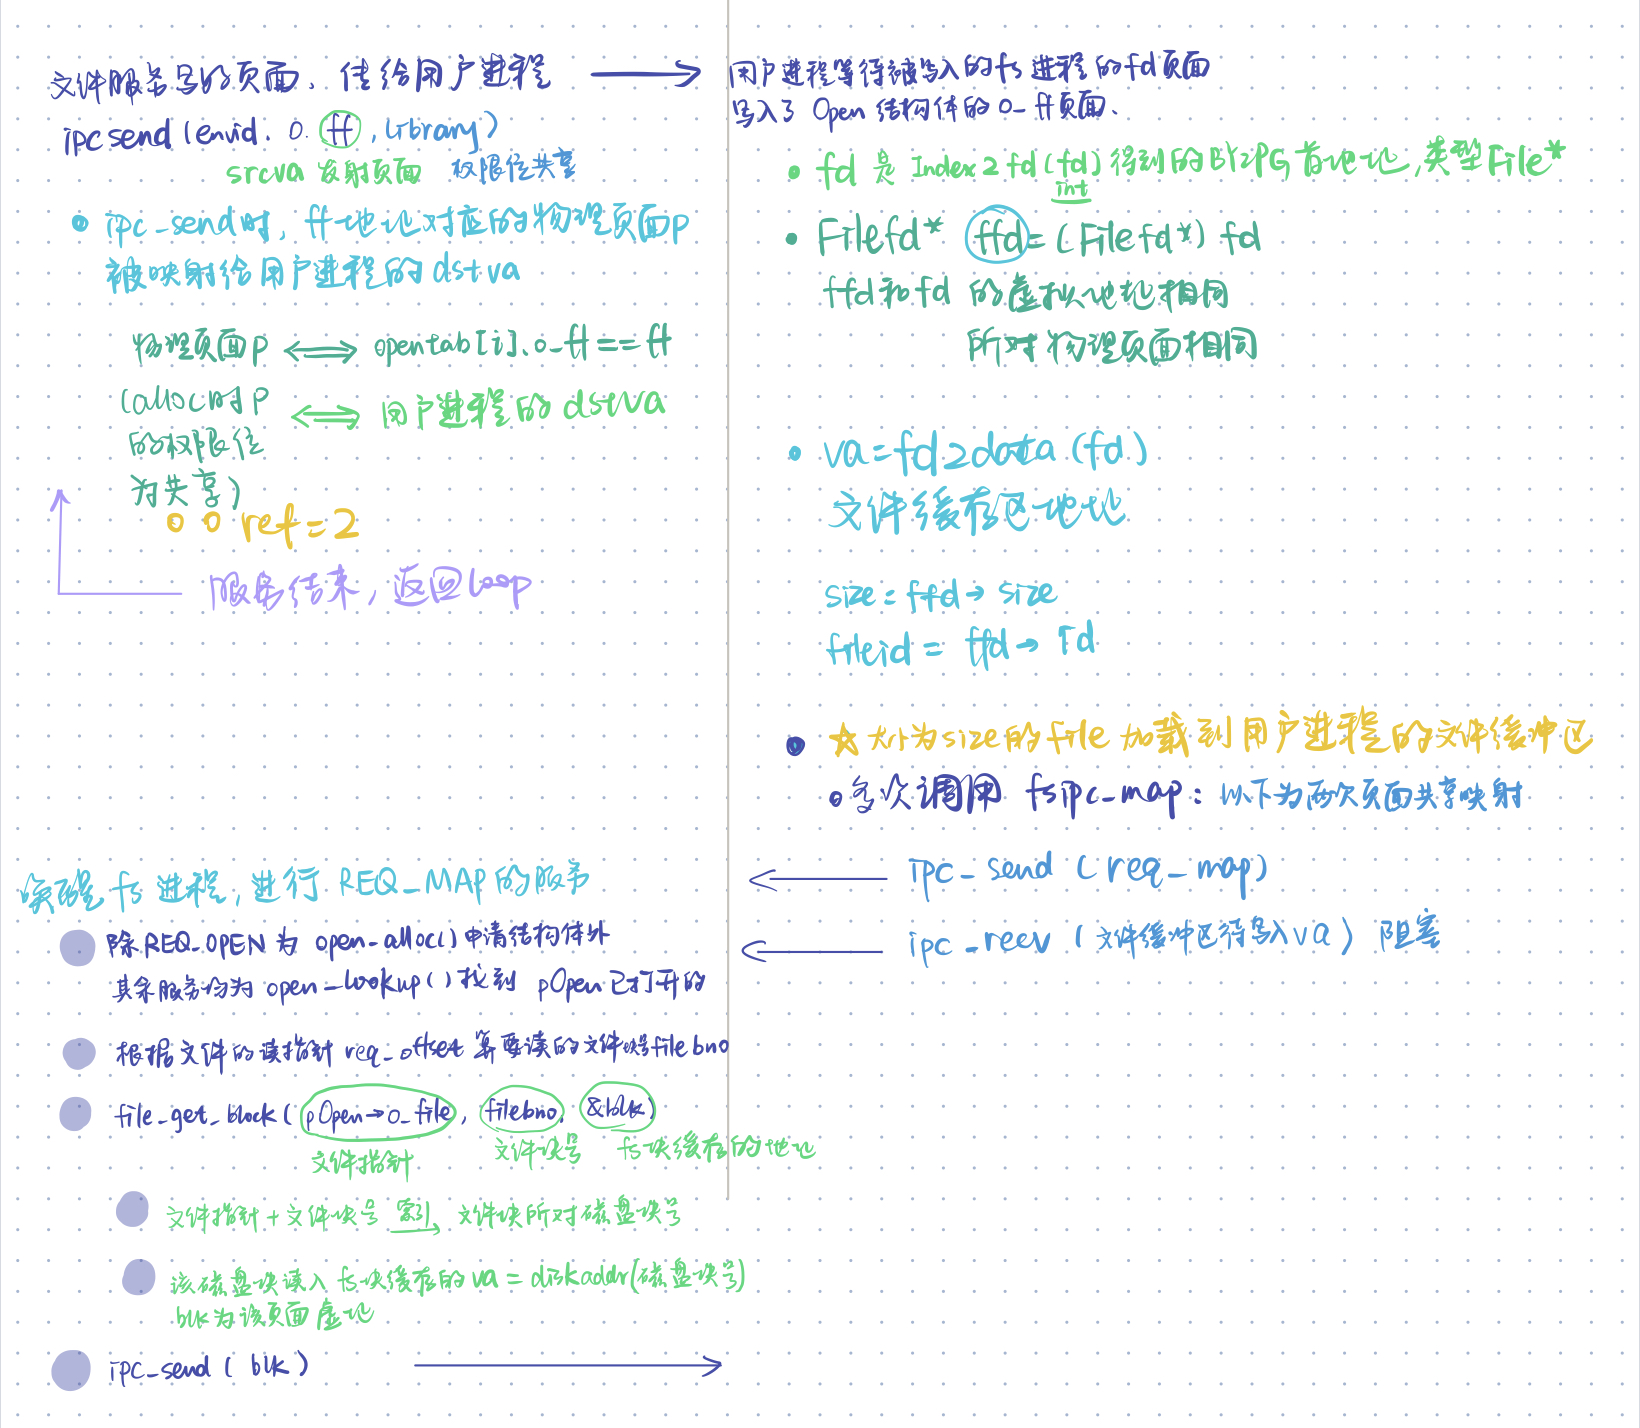 文件服务写的页面、传给用户进程 →
ipc send (envid. 0. ff, library)
srcva 发射页面 权限位共享
ipc_send时, ff地址对应的物理页面p
被映射给用户进程的dstva
物理页面p ⇔ opentab[i].o_ff == ff
(alloc时p
的权限位 ⇔ 用户进程的dstva
为共享)
ref=2
服务结束, 返回loop
唤醒fs进程, 进行REQ_MAP的服务
除REQ_OPEN为 open_alloc()申请结构体外
其余服务均为open_lookup()找到 pOpen已打开的
根据文件的读指针req_offset算要读的文件块号filebno
file_get_block(pOpen→o_file, filebno, &blk)
文件指针 文件块号 fs块缓存的地址
文件指针+文件块号 索引→ 文件块所对磁盘块号
该磁盘块读入fs块缓存的va=diskaddr(磁盘块号)
blk为该页面虚地
ipc_send( blk ) →
用户进程等待被写入的fs进程的fd页面
写入了Open结构体的o_ff页面、
fd 是 Index2fd(fd)得到的BY2PG首地址,类型File*
int
Filefd* ffd=(Filefd*) fd
ffd和fd 的虚拟地址相同
所对物理页面相同
va=fd2data(fd)
文件缓存区地址
size=ffd→size
fileid = ffd→id
☆大小为size的file加载到用户进程的文件缓冲区
多次调用 fsipc_map: 以下为两次页面共享映射
← ipc_send (req_map)
← ipc_recv (文件缓冲区待写入va) 阻塞